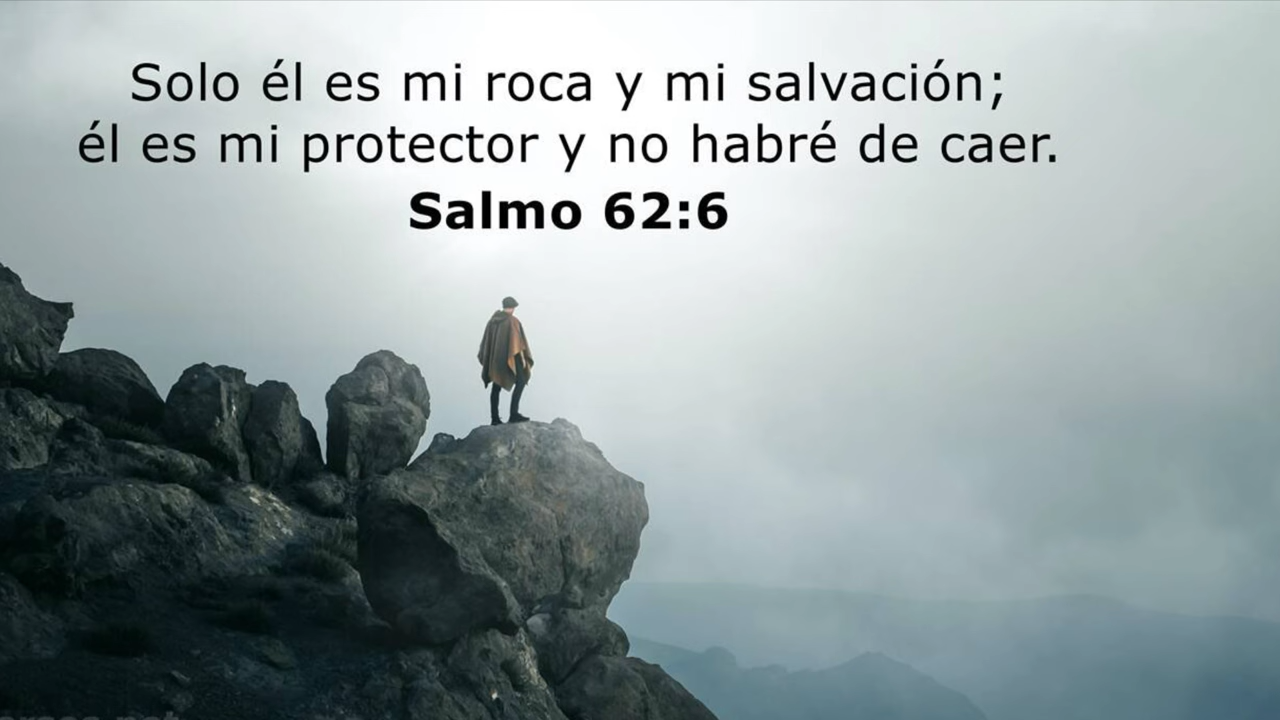 Solo él es mi roca y mi salvación;
él es mi protector y no habré de caer.
Salmo 62:6